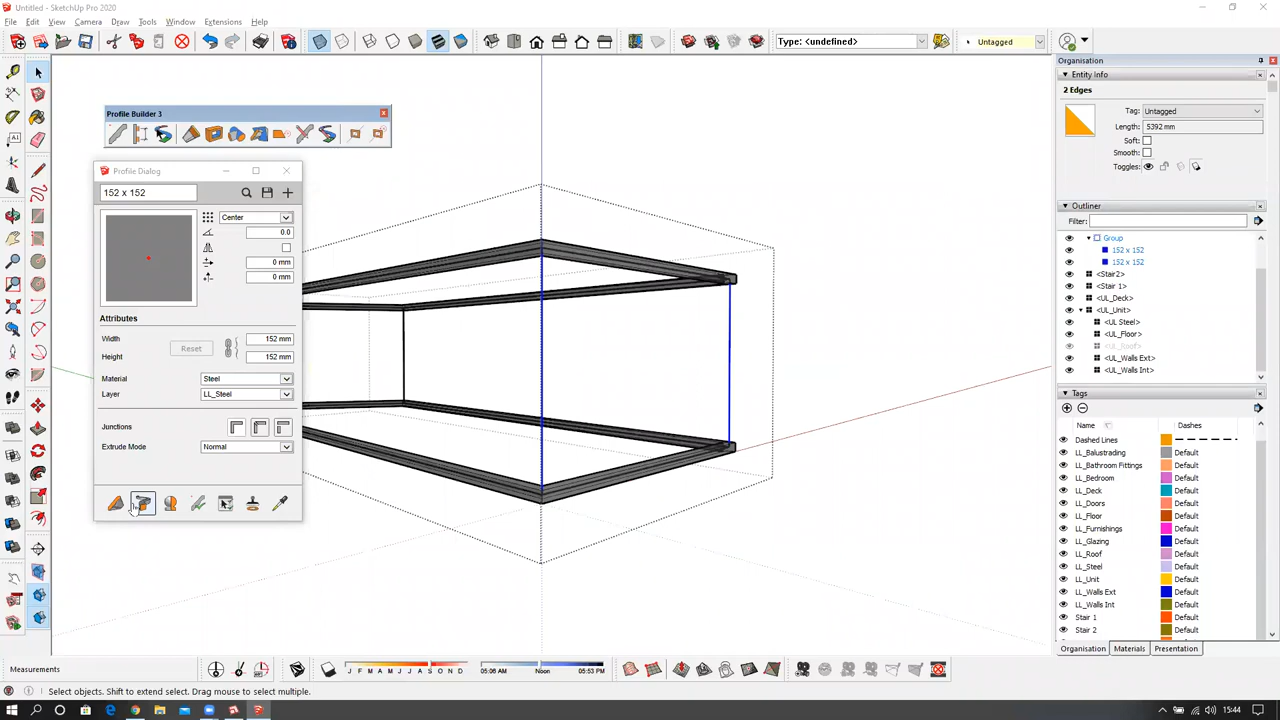 Untitled - SketchUp Pro 2020
File Edit View Camera Draw Tools Window Extensions Help
Type: <undefined>
Untagged
Profile Builder 3
Profile Dialog
152 x 152
Center
0.0
0 mm
0 mm
Attributes
Width
152 mm
Reset
Height
152 mm
Material
Steel
Layer
LL_Steel
Junctions
Extrude Mode
Normal
Organisation
Entity Info
2 Edges
Tag:
Untagged
Length:
5392 mm
Soft:
Smooth:
Toggles:
Outliner
Filter:
Group
152 x 152
152 x 152
<Stair2>
<Stair 1>
<UL_Deck>
<UL_Unit>
<UL Steel>
<UL_Floor>
<UL_Roof>
<UL_Walls Ext>
<UL_Walls Int>
Tags
Name Dashes
Dashed Lines
LL_Balustrading Default
LL_Bathroom Fittings Default
LL_Bedroom Default
LL_Deck Default
LL_Doors Default
LL_Floor Default
LL_Furnishings Default
LL_Glazing Default
LL_Roof Default
LL_Steel Default
LL_Unit Default
LL_Walls Ext Default
LL_Walls Int Default
Stair 1 Default
Stair 2 Default
Organisation Materials Presentation
Measurements
J F M A M J J A S O N D
05:06 AM Noon 05:53 PM
Select objects. Shift to extend select. Drag mouse to select multiple.
15:44